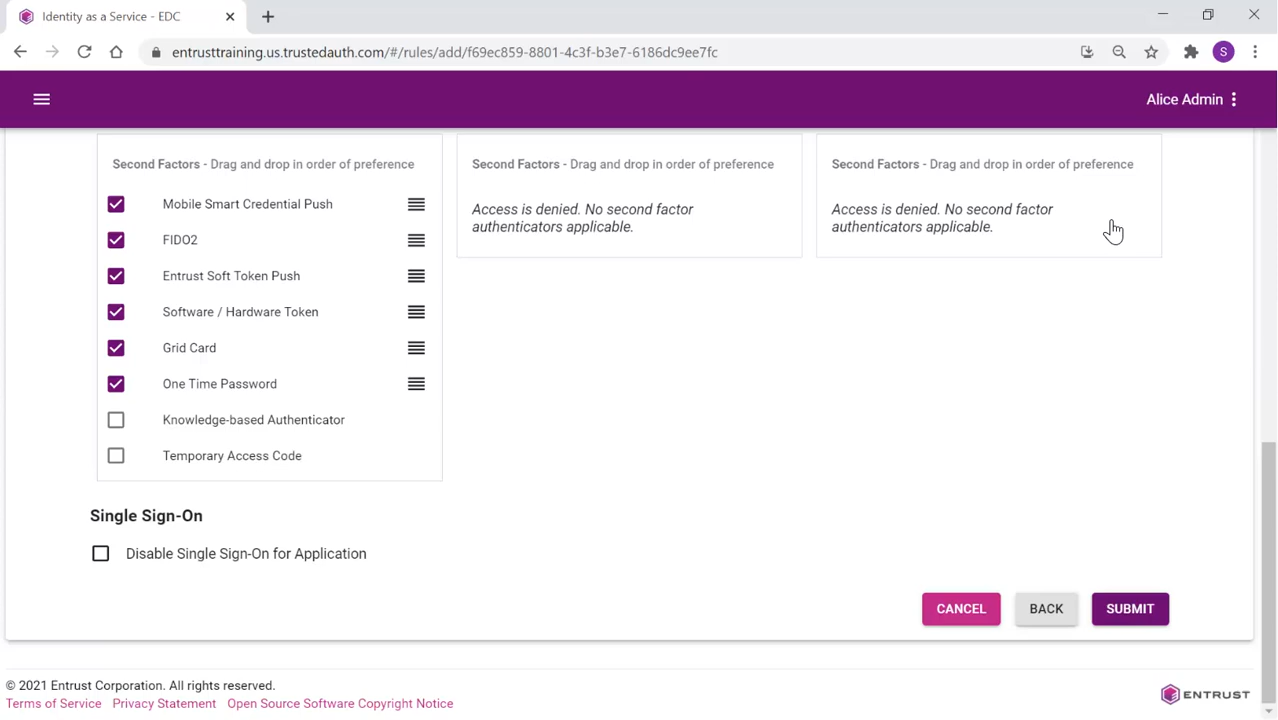 Identity as a Service - EDC
entrusttraining.us.trustedauth.com/#/rules/add/f69ec859-8801-4c3f-b3e7-6186dc9ee7fc
S
Alice Admin
Second Factors - Drag and drop in order of preference
Mobile Smart Credential Push
FIDO2
Entrust Soft Token Push
Software / Hardware Token
Grid Card
One Time Password
Knowledge-based Authenticator
Temporary Access Code
Second Factors - Drag and drop in order of preference
Access is denied. No second factor
authenticators applicable.
Second Factors - Drag and drop in order of preference
Access is denied. No second factor
authenticators applicable.
Single Sign-On
Disable Single Sign-On for Application
CANCEL BACK SUBMIT
© 2021 Entrust Corporation. All rights reserved.
Terms of Service Privacy Statement Open Source Software Copyright Notice
ENTRUST